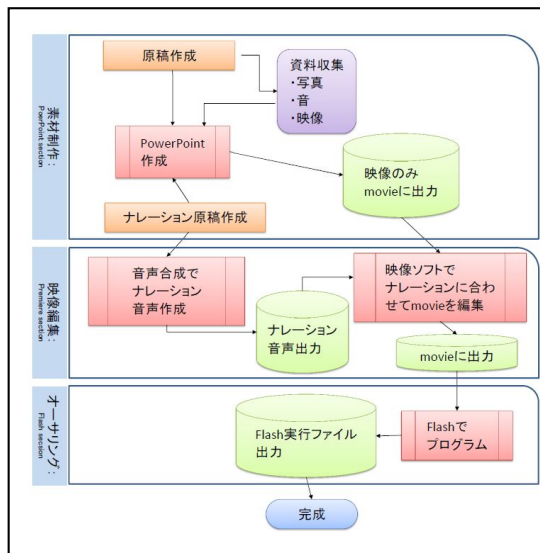 素材制作：
PoerPoint section
原稿作成
資料収集
・写真
・音
・映像
PowerPoint
作成
映像のみ
movieに出力
ナレーション原稿作成
映像編集：
Premiere section
音声合成で
ナレーション
音声作成
ナレーション
音声出力
映像ソフトで
ナレーションに合わ
せてmovieを編集
movieに出力
オーサリング：
Flash session
Flash実行ファイル
出力
Flashで
プログラム
完成